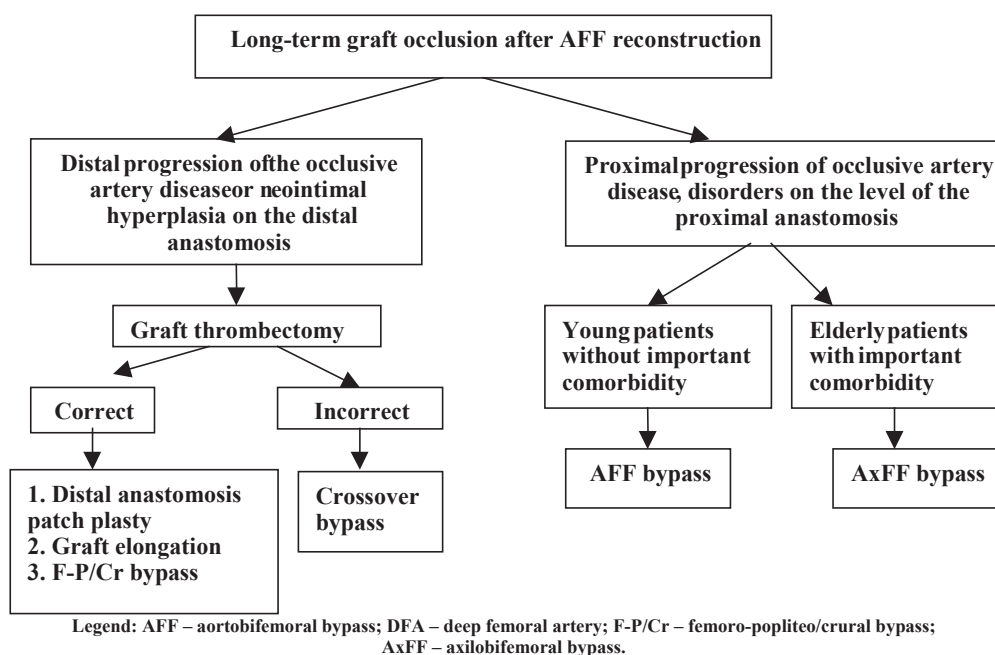 Long-term graft occlusion after AFF reconstruction
Distal progression ofthe occlusive
artery diseaseor neointimal
hyperplasia on the distal
anastomosis
Proximal progression of occlusive artery
disease, disorders on the level of the
proximal anastomosis
Graft thrombectomy
Young patients
without important
comorbidity
Elderly patients
with important
comorbidity
Correct
Incorrect
AFF bypass
AxFF bypass
1. Distal anastomosis
patch plasty
2. Graft elongation
3. F-P/Cr bypass
Crossover
bypass
Legend: AFF – aortobifemoral bypass; DFA – deep femoral artery; F-P/Cr – femoro-popliteo/crural bypass;
AxFF – axilobifemoral bypass.